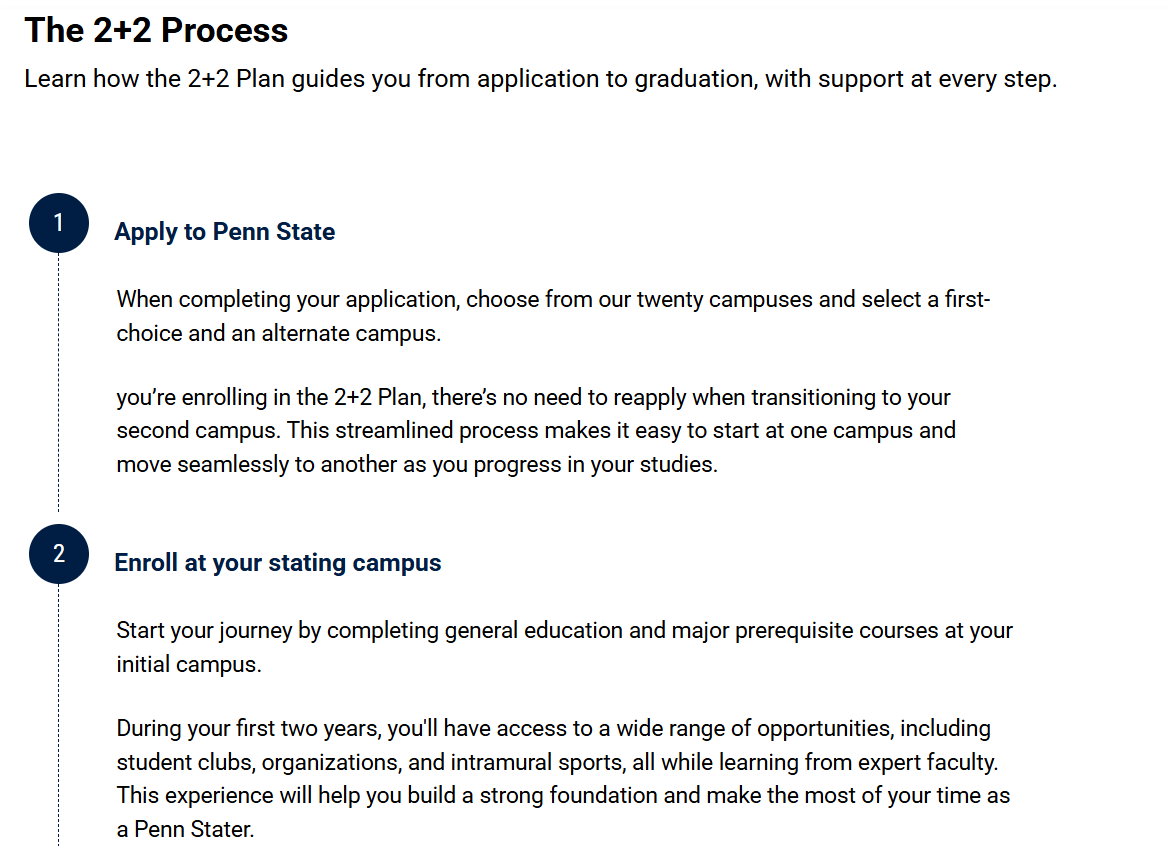 The 2+2 Process
Learn how the 2+2 Plan guides you from application to graduation, with support at every step.
1
Apply to Penn State
When completing your application, choose from our twenty campuses and select a first-
choice and an alternate campus.
you’re enrolling in the 2+2 Plan, there’s no need to reapply when transitioning to your
second campus. This streamlined process makes it easy to start at one campus and
move seamlessly to another as you progress in your studies.
2
Enroll at your stating campus
Start your journey by completing general education and major prerequisite courses at your
initial campus.
During your first two years, you'll have access to a wide range of opportunities, including
student clubs, organizations, and intramural sports, all while learning from expert faculty.
This experience will help you build a strong foundation and make the most of your time as
a Penn Stater.